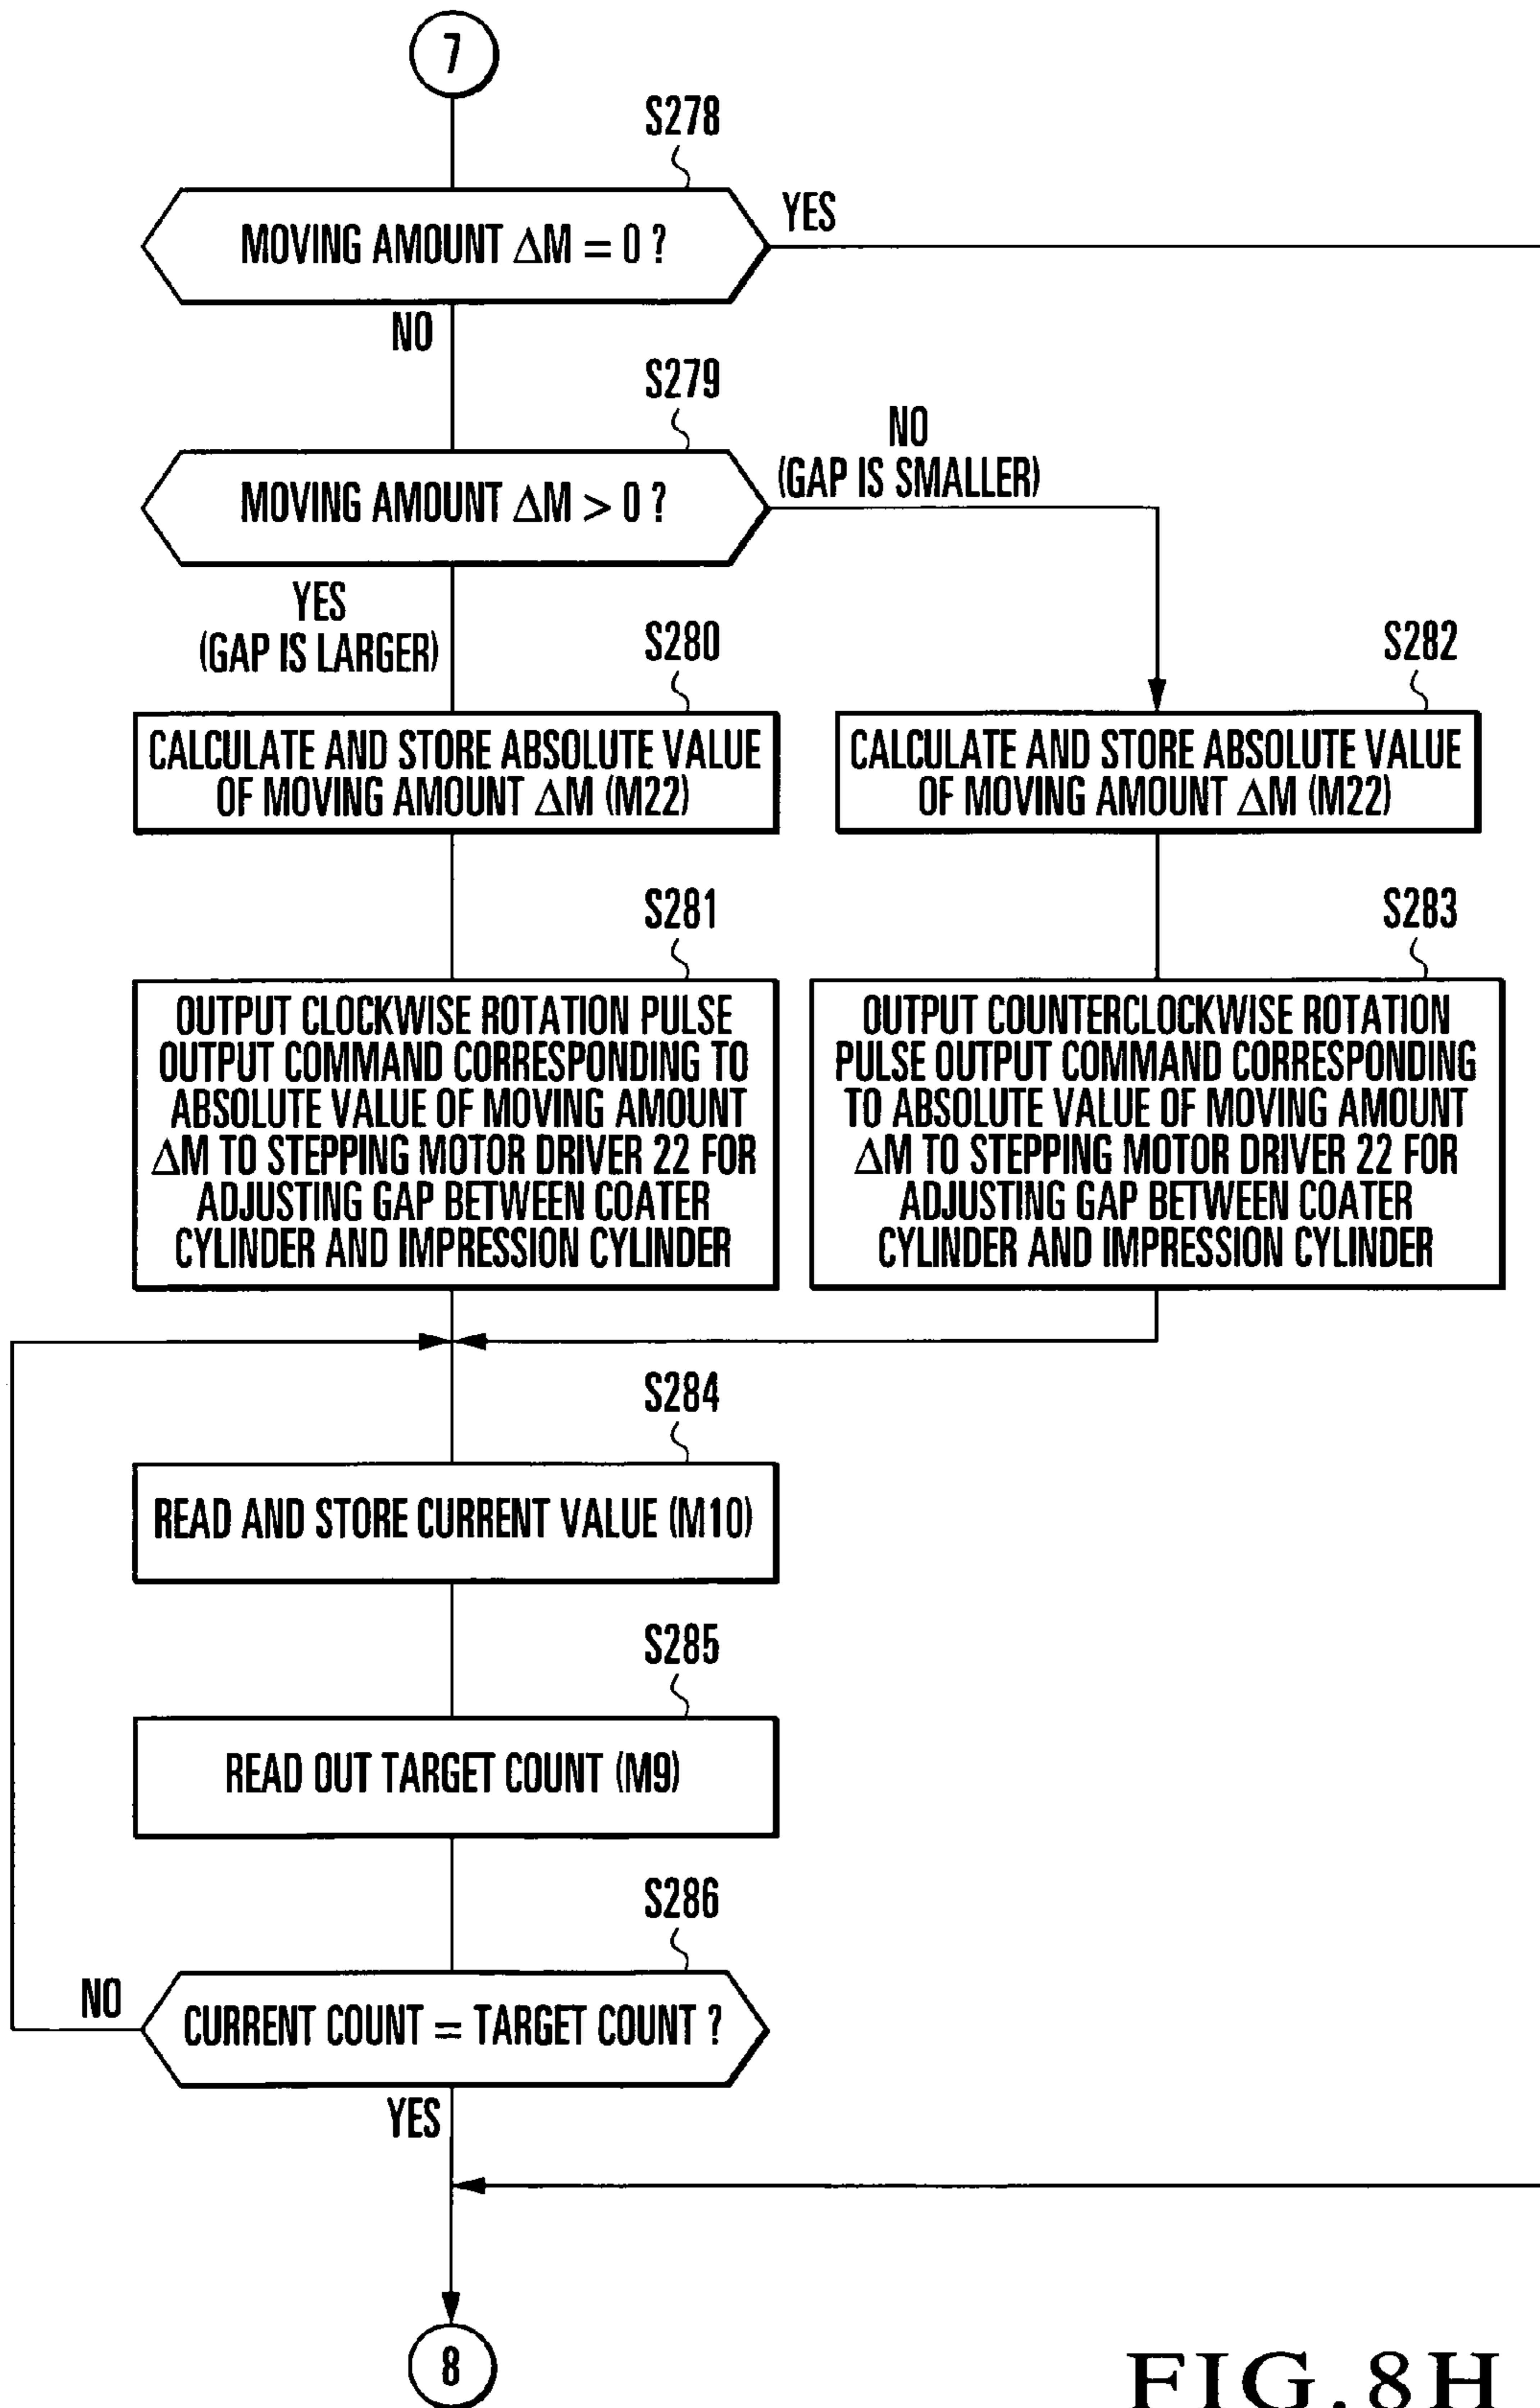 7
S278
MOVING AMOUNT ΔM = 0 ?
YES
NO
S279
MOVING AMOUNT ΔM > 0 ?
NO
(GAP IS SMALLER)
YES
(GAP IS LARGER)
S280
CALCULATE AND STORE ABSOLUTE VALUE
OF MOVING AMOUNT ΔM (M22)
S282
CALCULATE AND STORE ABSOLUTE VALUE
OF MOVING AMOUNT ΔM (M22)
S281
OUTPUT CLOCKWISE ROTATION PULSE
OUTPUT COMMAND CORRESPONDING TO
ABSOLUTE VALUE OF MOVING AMOUNT
ΔM TO STEPPING MOTOR DRIVER 22 FOR
ADJUSTING GAP BETWEEN COATER
CYLINDER AND IMPRESSION CYLINDER
S283
OUTPUT COUNTERCLOCKWISE ROTATION
PULSE OUTPUT COMMAND CORRESPONDING
TO ABSOLUTE VALUE OF MOVING AMOUNT
ΔM TO STEPPING MOTOR DRIVER 22 FOR
ADJUSTING GAP BETWEEN COATER
CYLINDER AND IMPRESSION CYLINDER
S284
READ AND STORE CURRENT VALUE (M10)
S285
READ OUT TARGET COUNT (M9)
S286
CURRENT COUNT = TARGET COUNT ?
NO
YES
8
FIG.8H